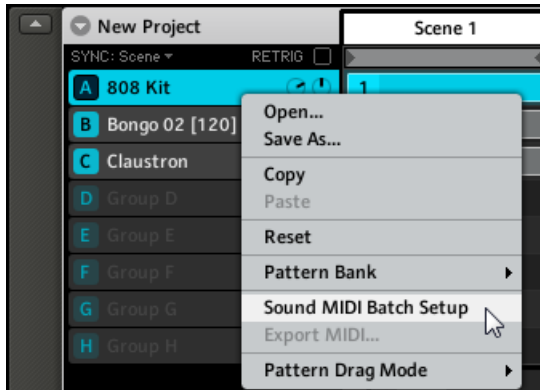 New Project
Scene 1
SYNC: Scene
RETRIG
A 808 Kit
1
B Bongo 02 [120]
C Claustron
D Group D
E Group E
F Group F
G Group G
H Group H
Open...
Save As...
Copy
Paste
Reset
Pattern Bank
Sound MIDI Batch Setup
Export MIDI...
Pattern Drag Mode